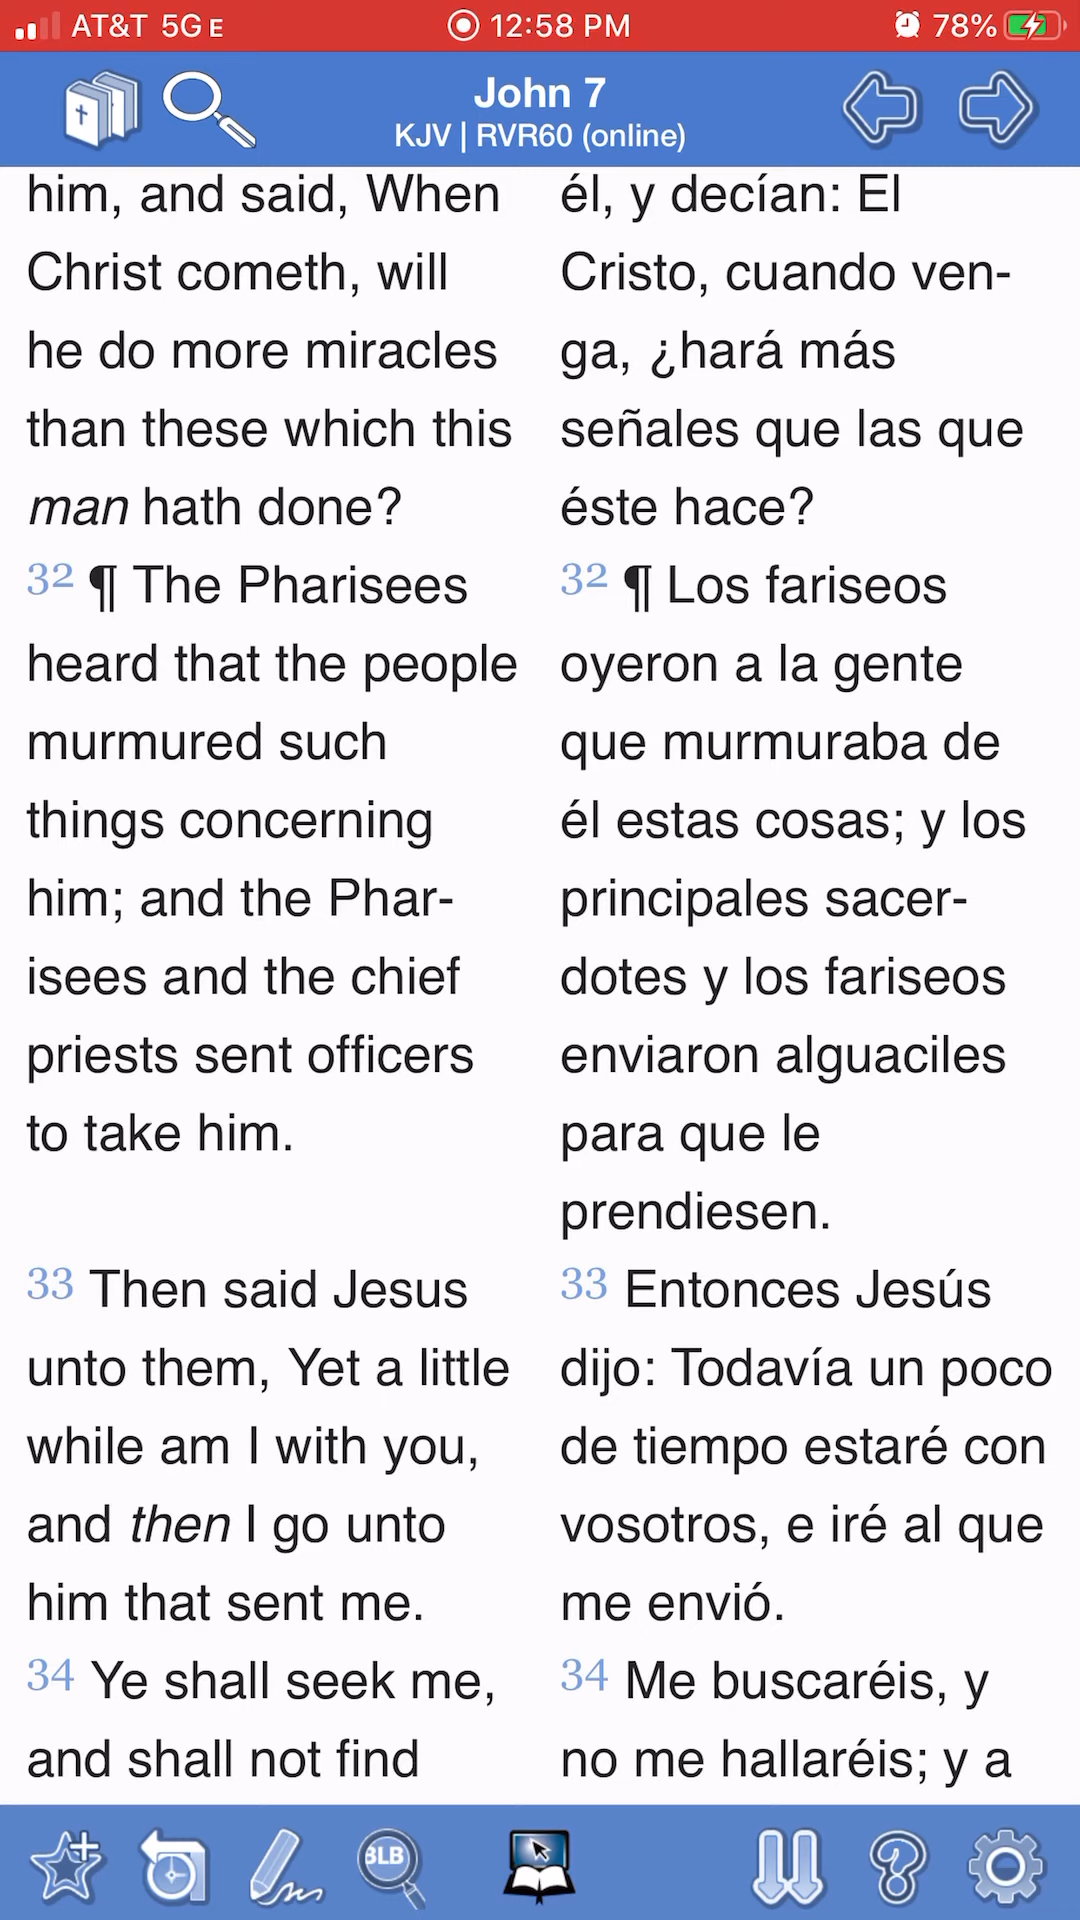 AT&T 5GE
12:58 PM
78%
John 7
KJV | RVR60 (online)
him, and said, When
Christ cometh, will
he do more miracles
than these which this
man hath done?
32 ¶ The Pharisees
heard that the people
murmured such
things concerning
him; and the Phar-
isees and the chief
priests sent officers
to take him.
33 Then said Jesus
unto them, Yet a little
while am I with you,
and then I go unto
him that sent me.
34 Ye shall seek me,
and shall not find
él, y decían: El
Cristo, cuando ven-
ga, ¿hará más
señales que las que
éste hace?
32 ¶ Los fariseos
oyeron a la gente
que murmuraba de
él estas cosas; y los
principales sacer-
dotes y los fariseos
enviaron alguaciles
para que le
prendiesen.
33 Entonces Jesús
dijo: Todavía un poco
de tiempo estaré con
vosotros, e iré al que
me envió.
34 Me buscaréis, y
no me hallaréis; y a
BLB